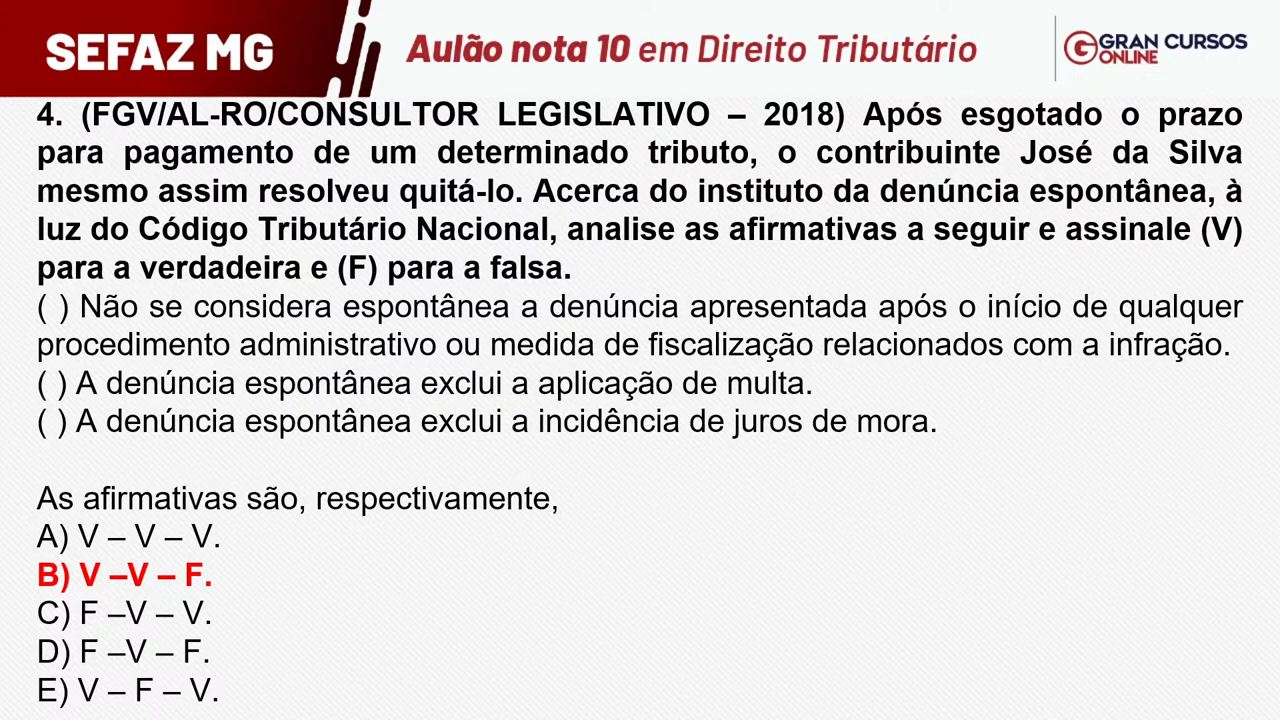 SEFAZ MG
Aulão nota 10 em Direito Tributário
GRAN CURSOS
ONLINE
4. (FGV/AL-RO/CONSULTOR LEGISLATIVO – 2018) Após esgotado o prazo
para pagamento de um determinado tributo, o contribuinte José da Silva
mesmo assim resolveu quitá-lo. Acerca do instituto da denúncia espontânea, à
luz do Código Tributário Nacional, analise as afirmativas a seguir e assinale (V)
para a verdadeira e (F) para a falsa.
( ) Não se considera espontânea a denúncia apresentada após o início de qualquer
procedimento administrativo ou medida de fiscalização relacionados com a infração.
( ) A denúncia espontânea exclui a aplicação de multa.
( ) A denúncia espontânea exclui a incidência de juros de mora.
As afirmativas são, respectivamente,
A) V – V – V.
B) V –V – F.
C) F –V – V.
D) F –V – F.
E) V – F – V.